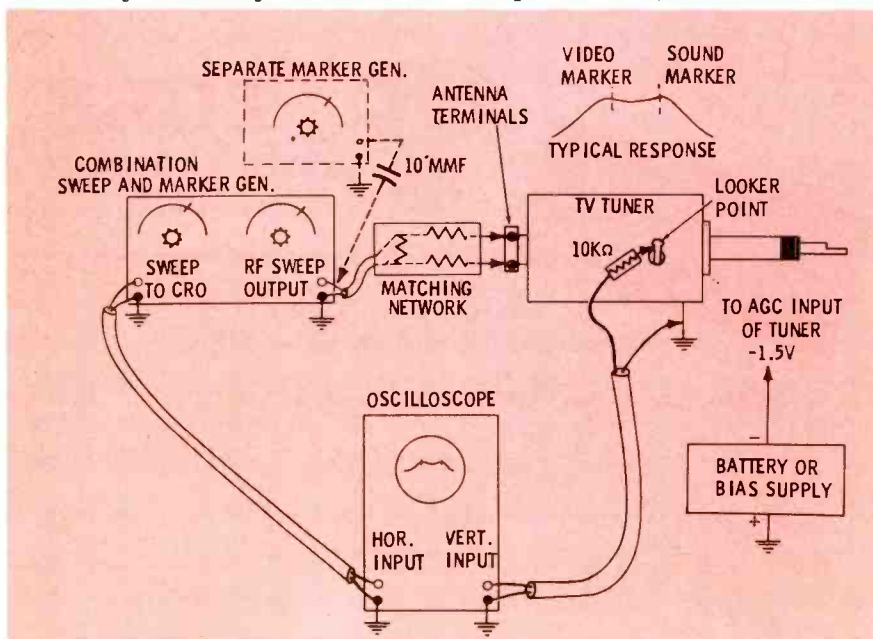 SEPARATE MARKER GEN.
VIDEO
MARKER
SOUND
MARKER
ANTENNA
TERMINALS
TYPICAL RESPONSE
10 MMF
COMBINATION
SWEEP AND MARKER GEN.
LOOKER
POINT
TV TUNER
10KΩ
SWEEP
TO CRO
RF SWEEP
OUTPUT
MATCHING
NETWORK
TO AGC INPUT
OF TUNER
-1.5V
OSCILLOSCOPE
-
BATTERY OR
BIAS SUPPLY
+
HOR.
INPUT
VERT.
INPUT